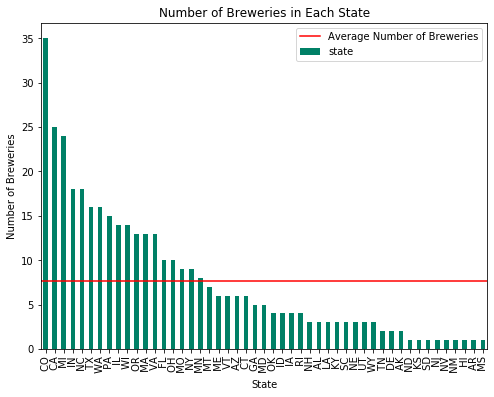 Number of Breweries in Each State
Average Number of Breweries
state
Number of Breweries
35
30
25
20
15
10
5
0
CO CA MI IN NC TX WA PA IL WI OR MA VA FL OH MO NY MN MT ME VT AZ CT GA MD OK ID IA RI NH AL LA KY SC NE UT WY TN DE AK ND KS SD NJ NV NM HI AR MS
State